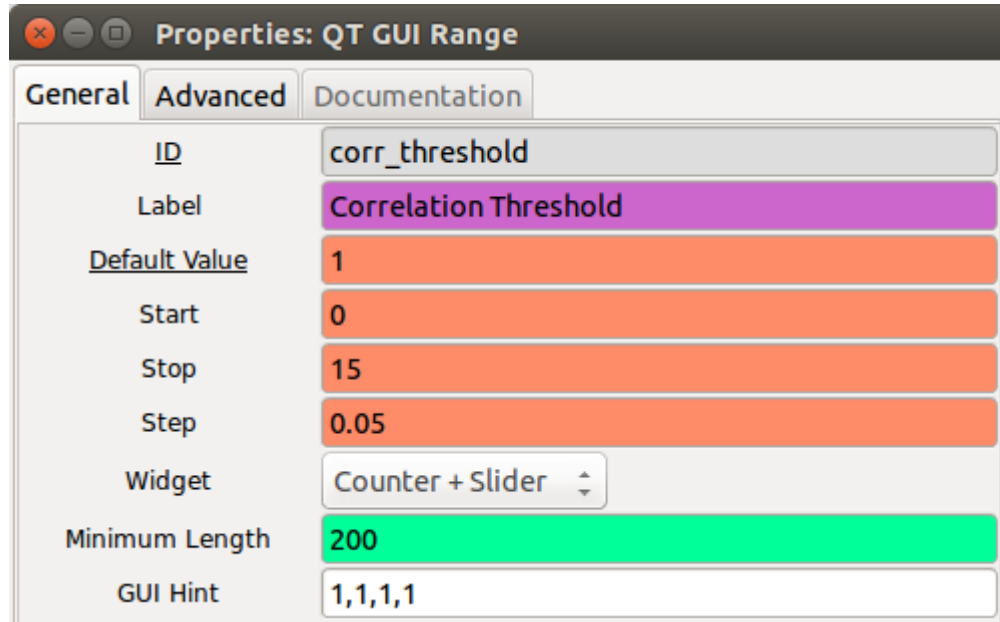 Properties: QT GUI Range
General Advanced Documentation
ID corr_threshold
Label Correlation Threshold
Default Value 1
Start 0
Stop 15
Step 0.05
Widget Counter + Slider
Minimum Length 200
GUI Hint 1,1,1,1